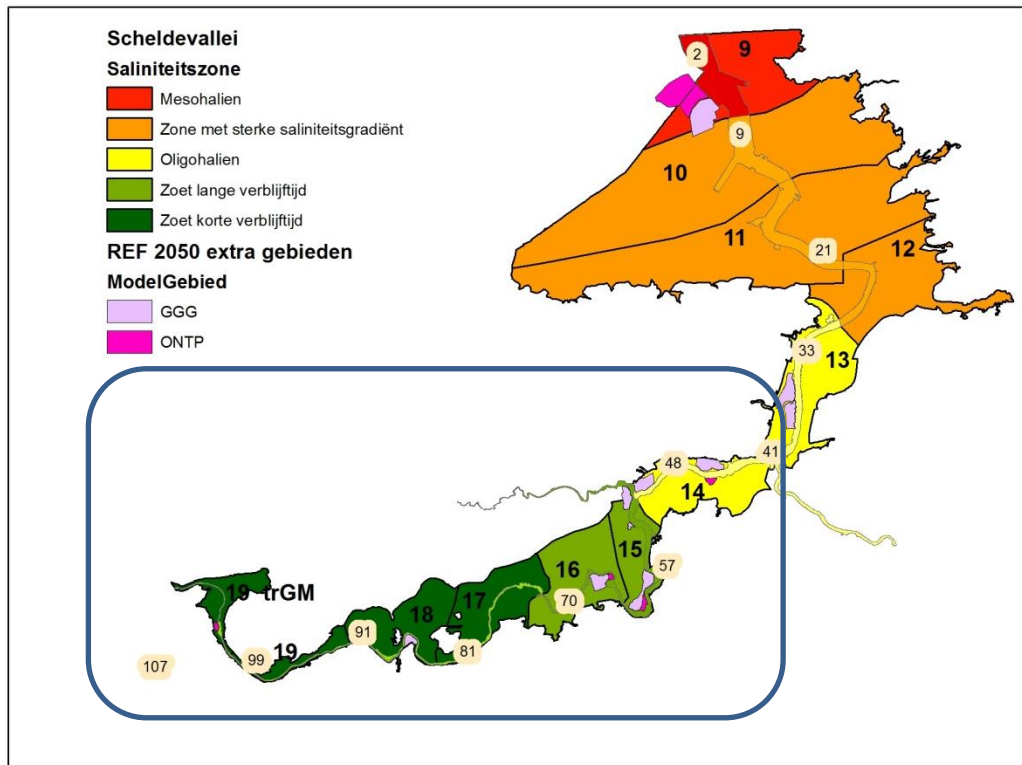 Scheldevallei
Saliniteitszone
Mesohalien
Zone met sterke saliniteitsgradiënt
Oligohalien
Zoet lange verblijftijd
Zoet korte verblijftijd
REF 2050 extra gebieden
ModelGebied
GGG
ONTP
2
9
9
10
11
21
12
33
13
41
48
14
15
57
16
70
17
18
81
91
19 trGM
19
99
107